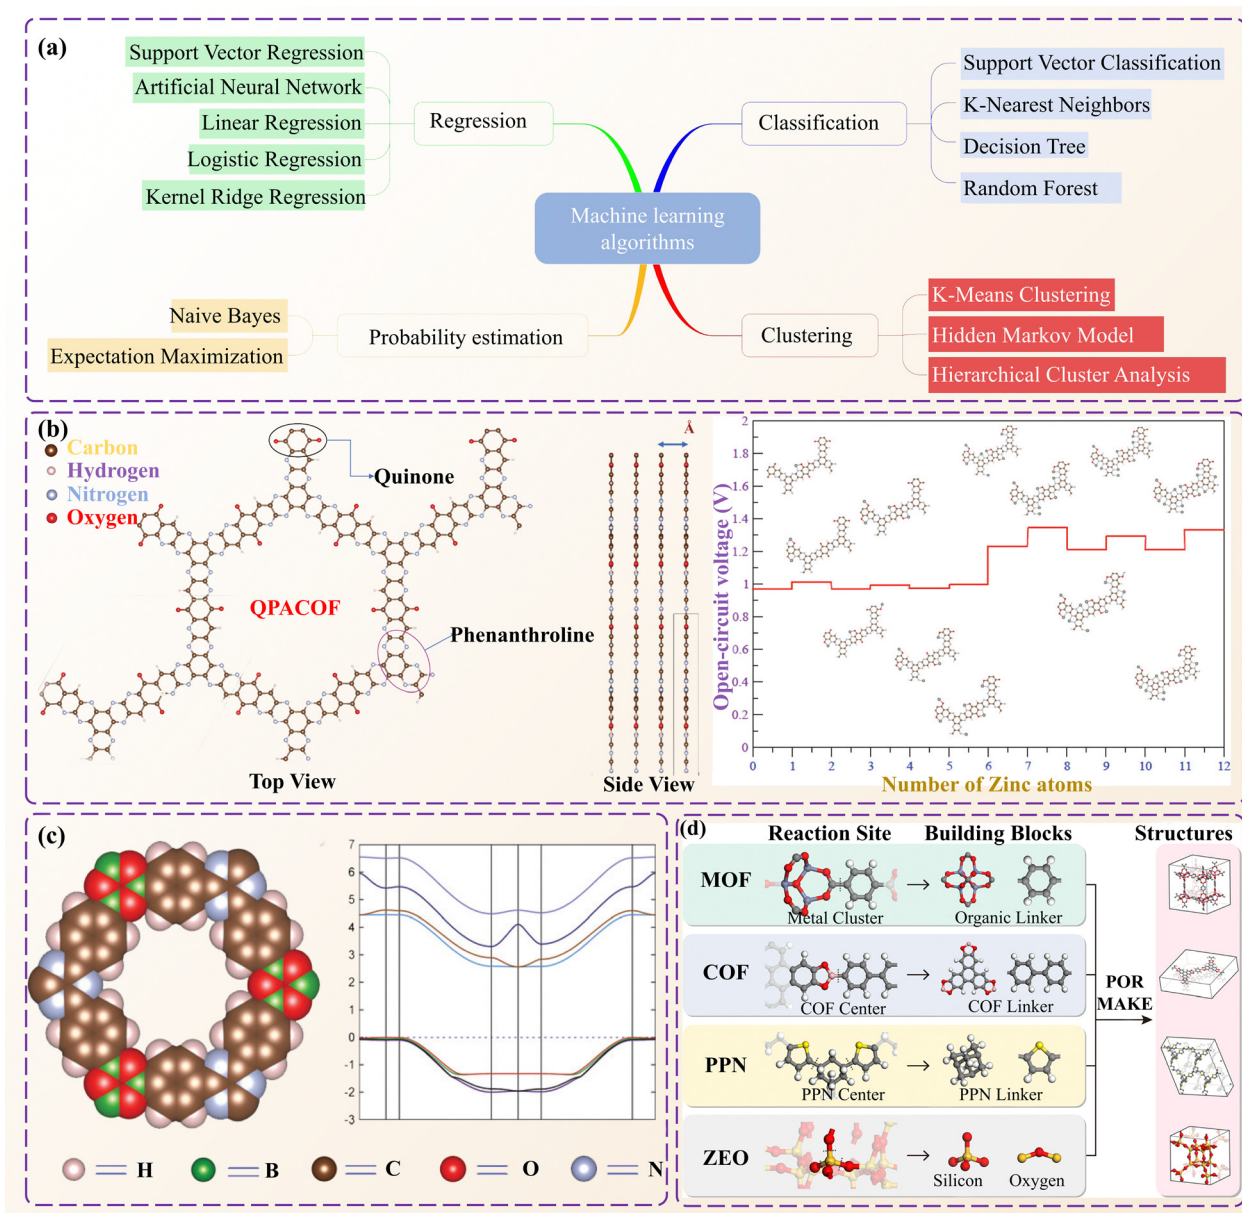 (a)
Support Vector Regression
Artificial Neural Network
Linear Regression
Logistic Regression
Kernel Ridge Regression
Regression
Classification
Support Vector Classification
K-Nearest Neighbors
Decision Tree
Random Forest
Machine learning
algorithms
Naive Bayes
Expectation Maximization
Probability estimation
Clustering
K-Means Clustering
Hidden Markov Model
Hierarchical Cluster Analysis
(b)
Carbon
Hydrogen
Nitrogen
Oxygen
Quinone
QPACOF
Phenanthroline
Top View
Å
Side View
Open-circuit voltage (V)
2
1.8
1.6
1.4
1.2
1
0.8
0.6
0.4
0.2
0
0 1 2 3 4 5 6 7 8 9 10 11 12
Number of Zinc atoms
(c)
7
6
5
4
3
2
1
0
-1
-2
-3
H
B
C
O
N
(d)
Reaction Site
Building Blocks
Structures
MOF
Metal Cluster
Organic Linker
COF
COF Center
COF Linker
PPN
PPN Center
PPN Linker
ZEO
Silicon
Oxygen
POR
MAKE